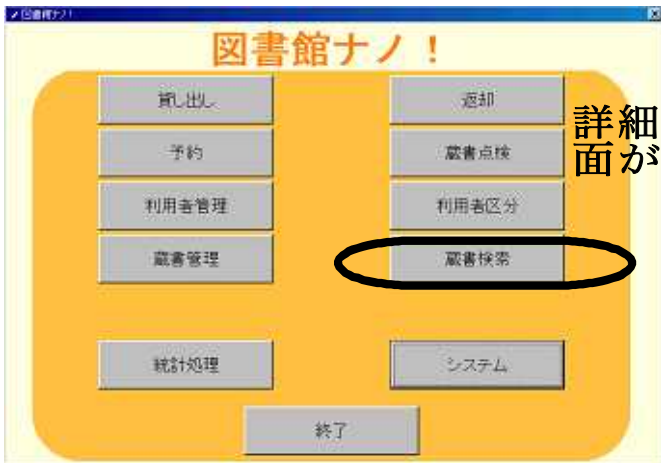 図書館ナノ!
図書館ナノ！
貸し出し
返却
詳細
面が
予約
蔵書点検
利用者管理
利用者区分
蔵書管理
蔵書検索
統計処理
システム
終了